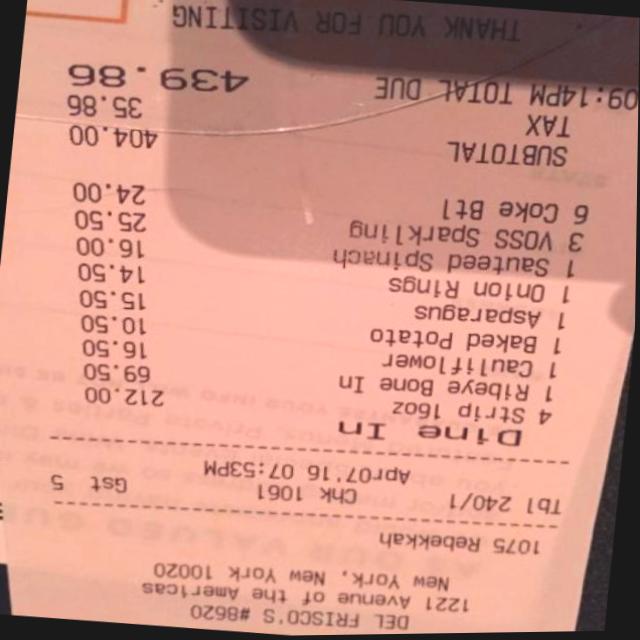 DEL FRISCO'S #8620
1221 Avenue of the Americas
New York, New York 10020
1075 Rebekkah
Tbl 240/1 Chk 1061 Gst 5
Apr07.16 07:53PM
Dine In
4 Strip 16oz 212.00
1 Ribeye Bone In 69.50
1 Cauliflower 16.50
1 Baked Potato 10.50
1 Asparagus 15.50
1 Onion Rings 14.50
1 Sauteed Spinach 16.00
3 VOSS Sparkling 25.50
6 Coke Btl 24.00
SUBTOTAL 404.00
TAX 35.86
09:14PM TOTAL DUE 439.86
THANK YOU FOR VISITING